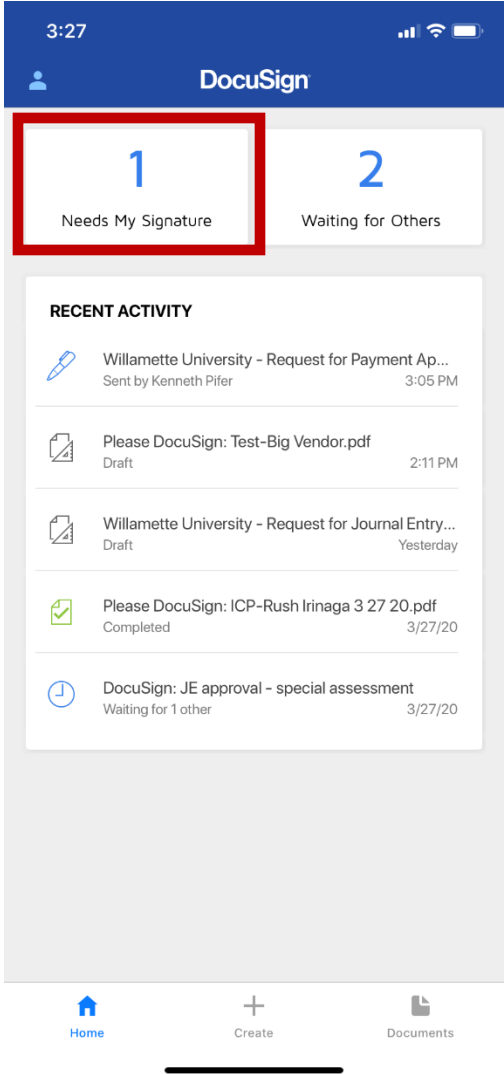 3:27
DocuSign
1
Needs My Signature
2
Waiting for Others
RECENT ACTIVITY
Willamette University - Request for Payment Ap...
Sent by Kenneth Pifer
3:05 PM
Please DocuSign: Test-Big Vendor.pdf
Draft
2:11 PM
Willamette University - Request for Journal Entry...
Draft
Yesterday
Please DocuSign: ICP-Rush Irinaga 3 27 20.pdf
Completed
3/27/20
DocuSign: JE approval - special assessment
Waiting for 1 other
3/27/20
Home
Create
Documents